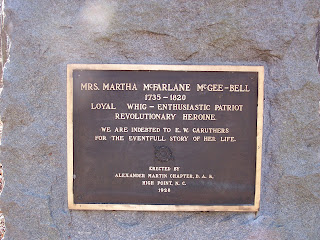 MRS. MARTHA McFARLANE McGEE-BELL
1735 – 1820
LOYAL WHIG – ENTHUSIASTIC PATRIOT
REVOLUTIONARY HEROINE.
WE ARE INDEBTED TO E. W. CARUTHERS
FOR THE EVENTFULL STORY OF HER LIFE.
ERECTED BY
ALEXANDER MARTIN CHAPTER, D. A. R.
HIGH POINT, N. C.
1928